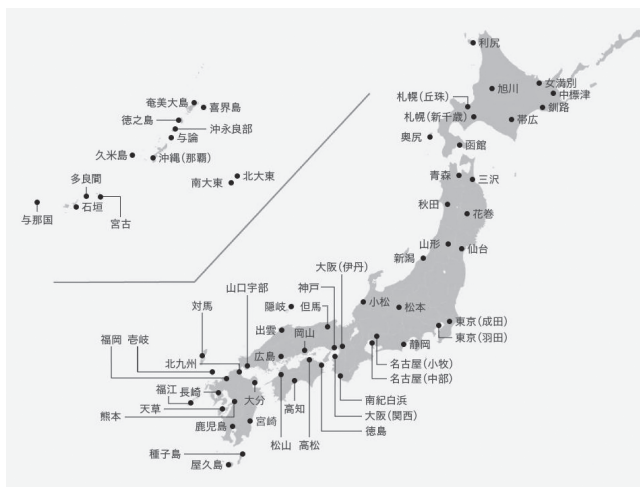 利尻
女満別
旭川
中標津
札幌(丘珠)
釧路
札幌(新千歳)
帯広
奥尻
函館
奄美大島
喜界島
徳之島
沖永良部
与論
久米島
沖縄(那覇)
北大東
南大東
多良間
石垣
宮古
与那国
青森
三沢
秋田
花巻
山形
仙台
新潟
大阪(伊丹)
神戸
小松
松本
山口宇部
隠岐
但馬
対馬
出雲
岡山
東京(成田)
東京(羽田)
福岡
壱岐
北九州
広島
静岡
名古屋(小牧)
名古屋(中部)
福江
長崎
大分
高知
南紀白浜
天草
熊本
大阪(関西)
鹿児島
宮崎
徳島
松山
高松
種子島
屋久島